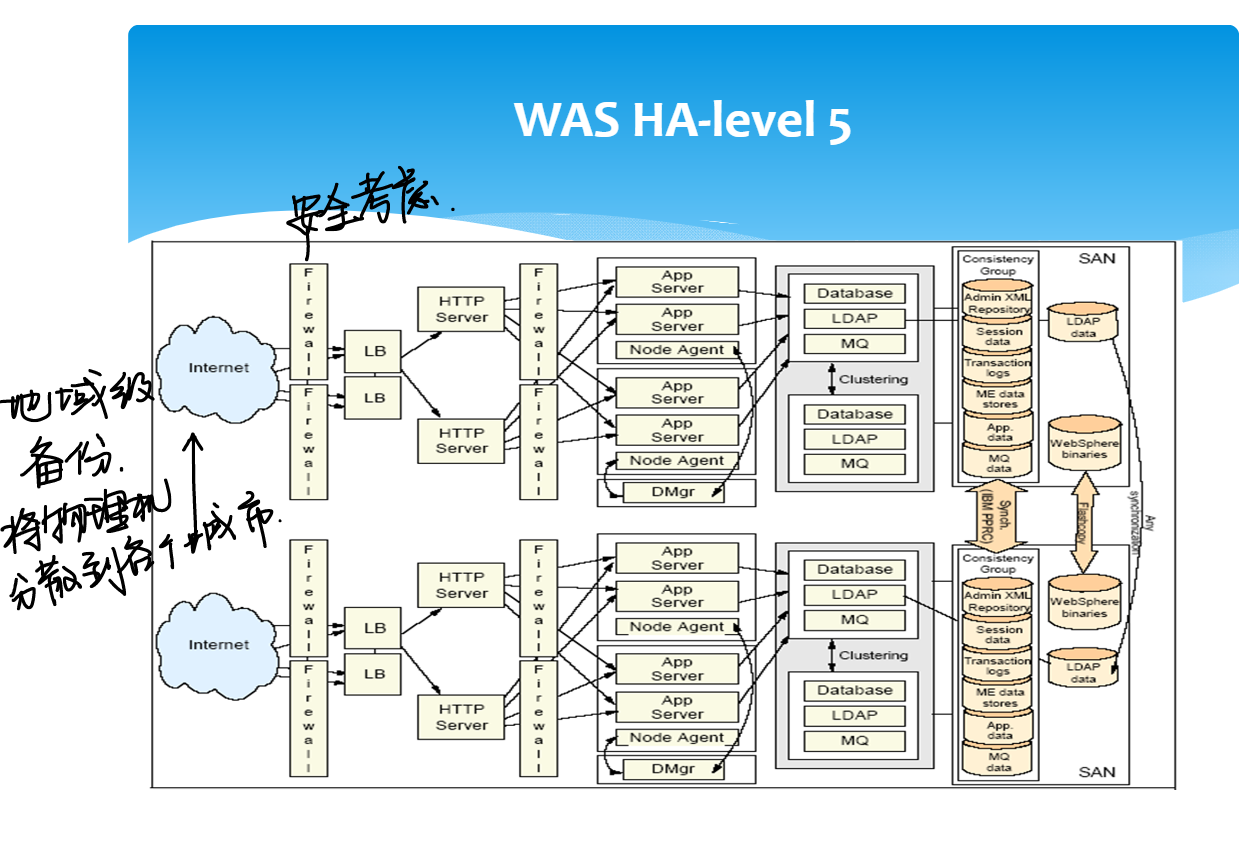 WAS HA-level 5
安全考虑.
地域级
备份.
将物理机
分散到各个城市.
Firewall
Firewall
Internet
LB
LB
HTTP
Server
HTTP
Server
Firewall
Firewall
App
Server
App
Server
Node Agent
App
Server
App
Server
Node Agent
DMgr
Database
LDAP
MQ
Clustering
Database
LDAP
MQ
Consistency
Group
SAN
Admin XML
Repository
Session
data
Transaction
logs
ME data
stores
App.
data
MQ
data
LDAP
data
WebSphere
binaries
Synch.
(IBM PPRC)
Flashcopy
Any
synchronization
Firewall
Firewall
Internet
LB
LB
HTTP
Server
HTTP
Server
Firewall
Firewall
App
Server
App
Server
Node Agent
App
Server
App
Server
Node Agent
DMgr
Database
LDAP
MQ
Clustering
Database
LDAP
MQ
Consistency
Group
Admin XML
Repository
Session
data
Transaction
logs
ME data
stores
App.
data
MQ
data
WebSphere
binaries
LDAP
data
SAN